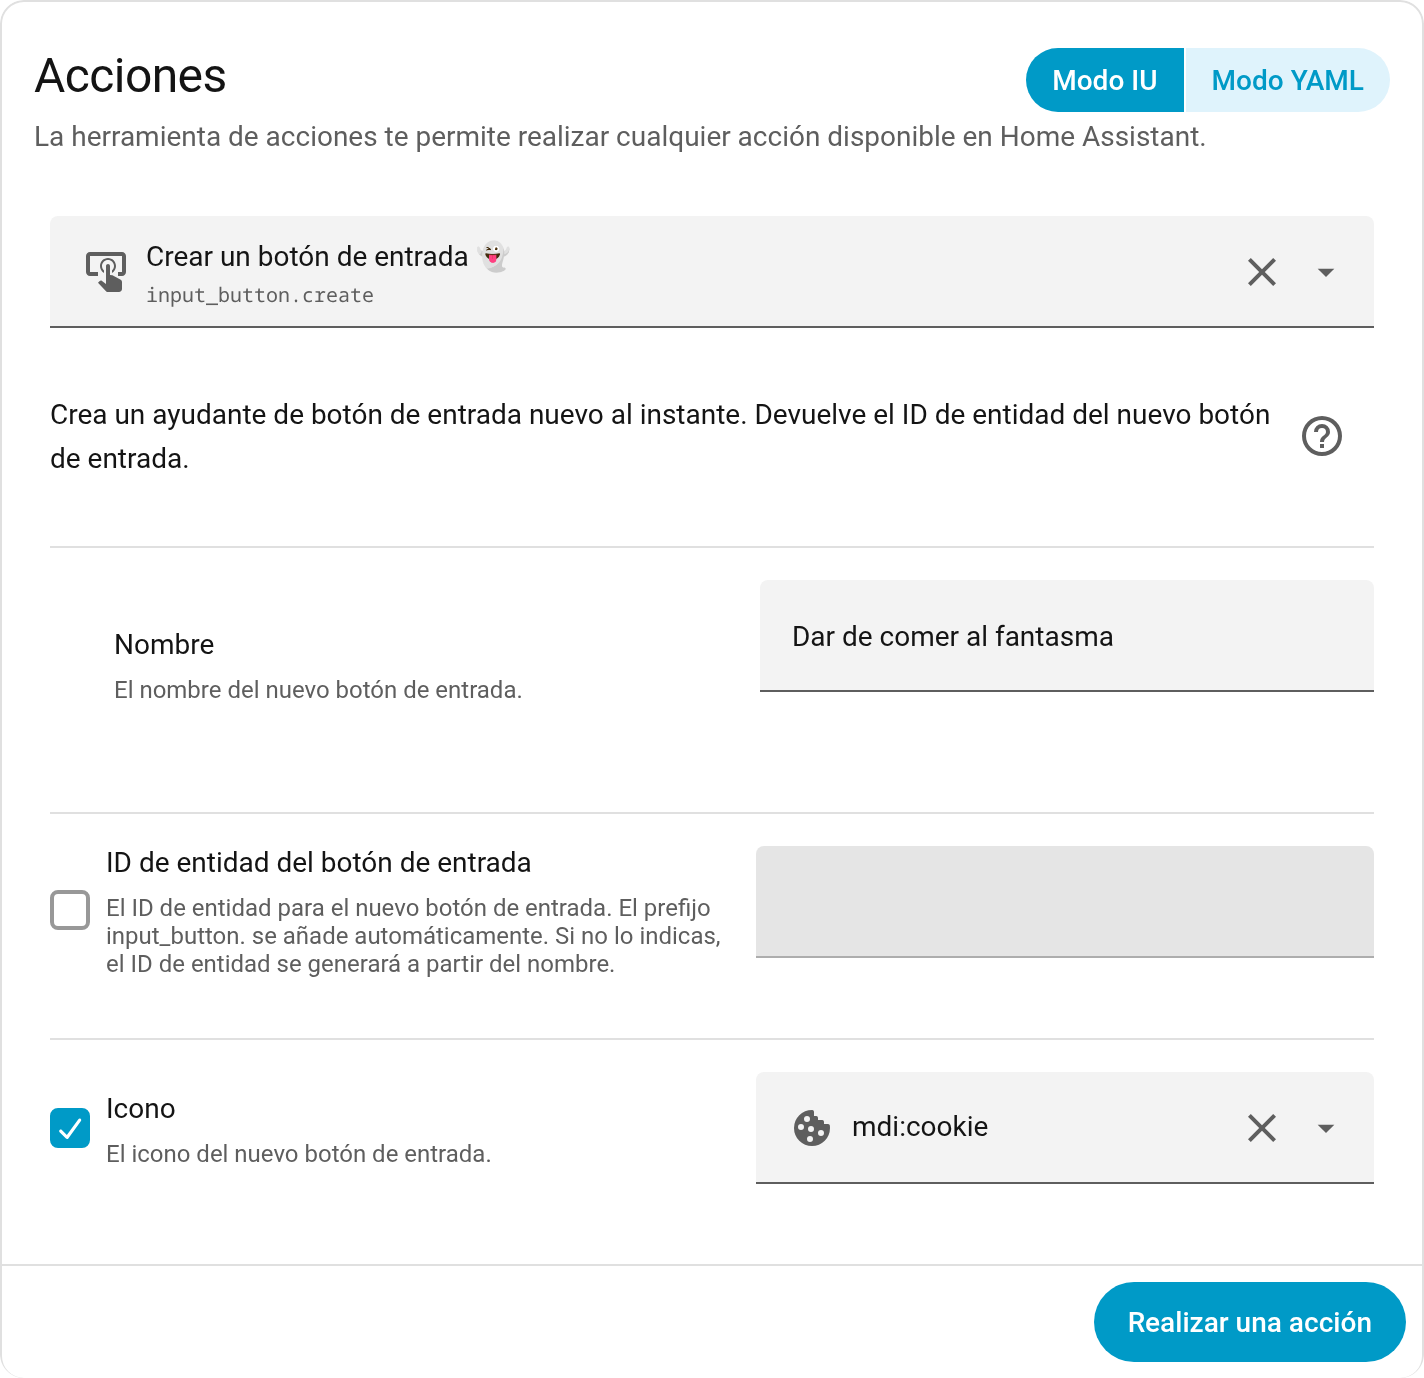 Acciones
Modo IU
Modo YAML
La herramienta de acciones te permite realizar cualquier acción disponible en Home Assistant.
Crear un botón de entrada 👻
input_button.create
Crea un ayudante de botón de entrada nuevo al instante. Devuelve el ID de entidad del nuevo botón
de entrada.
Nombre
El nombre del nuevo botón de entrada.
Dar de comer al fantasma
ID de entidad del botón de entrada
El ID de entidad para el nuevo botón de entrada. El prefijo
input_button. se añade automáticamente. Si no lo indicas,
el ID de entidad se generará a partir del nombre.
Icono
El icono del nuevo botón de entrada.
mdi:cookie
Realizar una acción